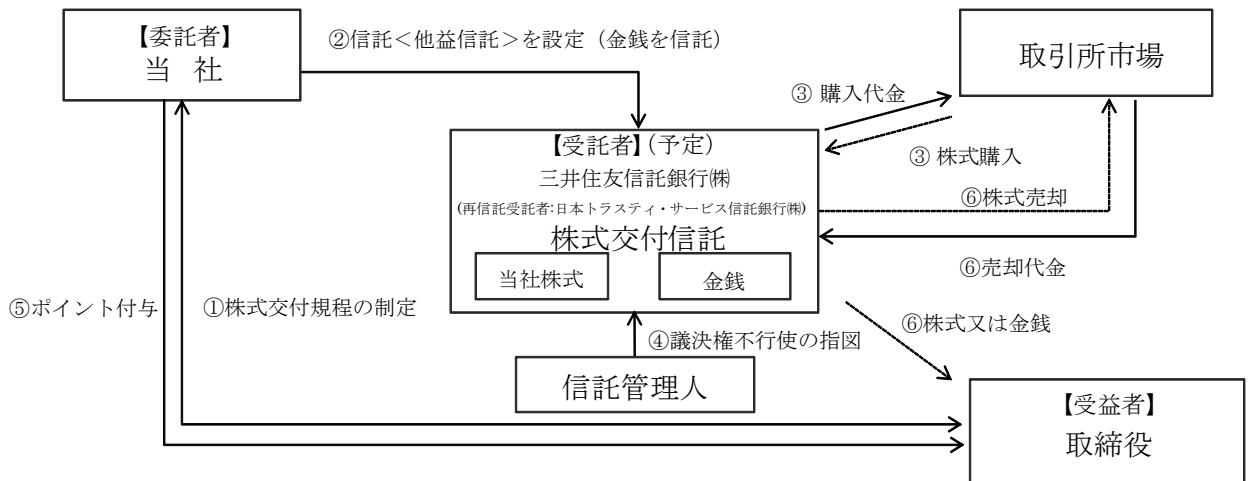 【委託者】
当 社
②信託＜他益信託＞を設定（金銭を信託）
取引所市場
③ 購入代金
③ 株式購入
【受託者】(予定)
三井住友信託銀行㈱
(再信託受託者:日本トラスティ・サービス信託銀行㈱)
株式交付信託
当社株式
金銭
⑥株式売却
⑥売却代金
⑤ポイント付与
①株式交付規程の制定
④議決権不行使の指図
⑥株式又は金銭
信託管理人
【受益者】
取締役